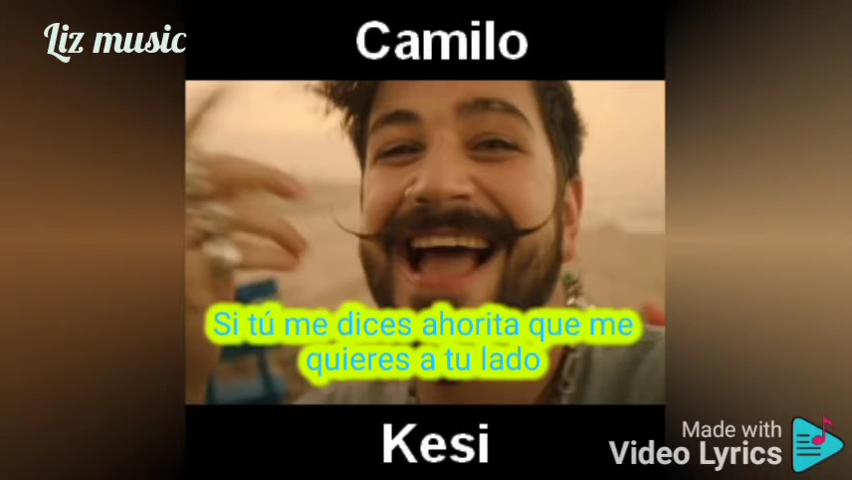 Liz music
Camilo
Si tú me dices ahorita que me
quieres a tu lado
Kesi
Made with
Video Lyrics